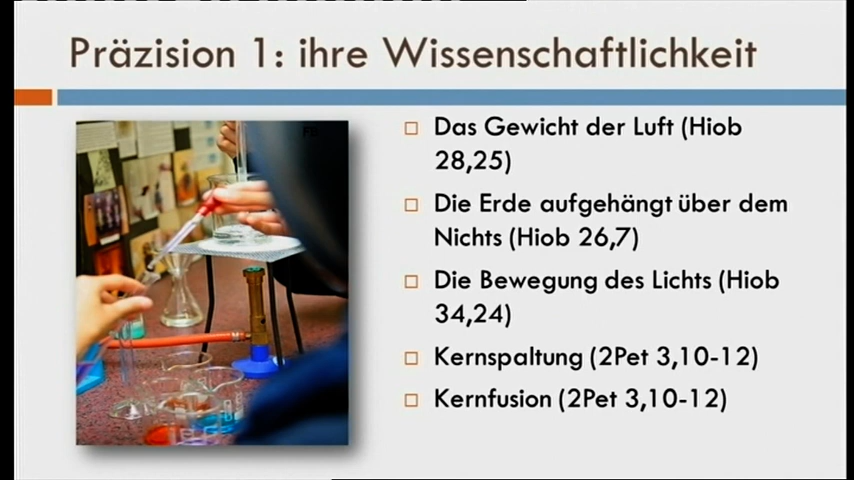 Präzision 1: ihre Wissenschaftlichkeit
Das Gewicht der Luft (Hiob
28,25)
Die Erde aufgehängt über dem
Nichts (Hiob 26,7)
Die Bewegung des Lichts (Hiob
34,24)
Kernspaltung (2Pet 3,10-12)
Kernfusion (2Pet 3,10-12)